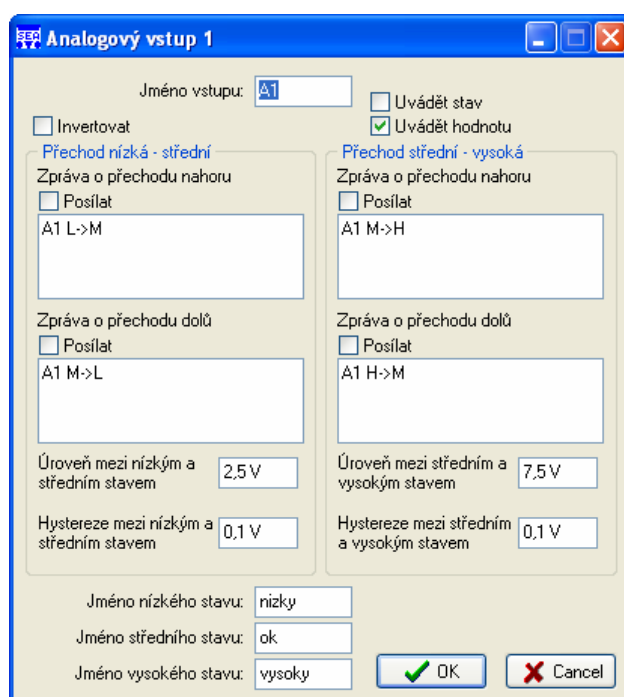 Analogový vstup 1
Jméno vstupu: A1
Uvádět stav
Invertovat
Uvádět hodnotu
Přechod nízká - střední
Zpráva o přechodu nahoru
Posílat
A1 L->M
Zpráva o přechodu dolů
Posílat
A1 M->L
Úroveň mezi nízkým a
středním stavem
2,5 V
Hystereze mezi nízkým a
středním stavem
0,1 V
Přechod střední - vysoká
Zpráva o přechodu nahoru
Posílat
A1 M->H
Zpráva o přechodu dolů
Posílat
A1 H->M
Úroveň mezi středním a
vysokým stavem
7,5 V
Hystereze mezi středním
a vysokým stavem
0,1 V
Jméno nízkého stavu: nizky
Jméno středního stavu: ok
Jméno vysokého stavu: vysoky
OK
Cancel